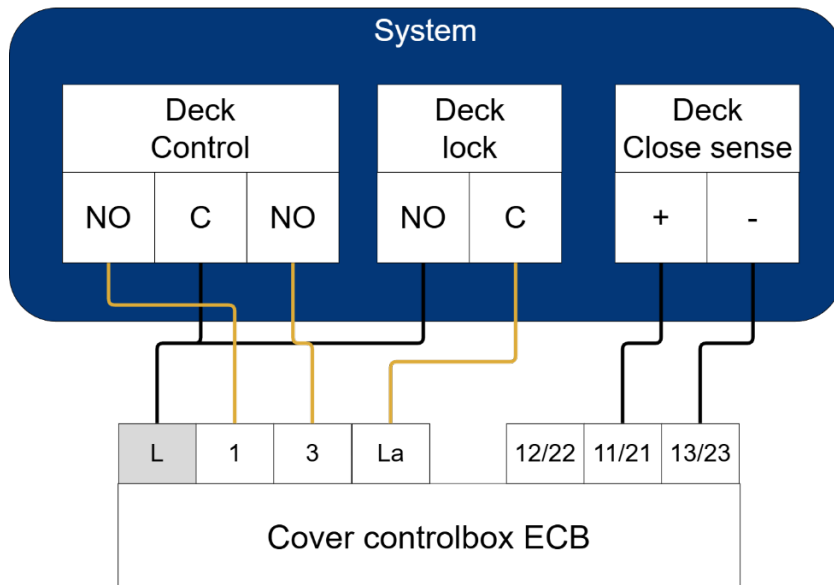 System
Deck
Control
Deck
lock
Deck
Close sense
NO C NO
NO C
+ -
L 1 3 La
12/22 11/21 13/23
Cover controlbox ECB